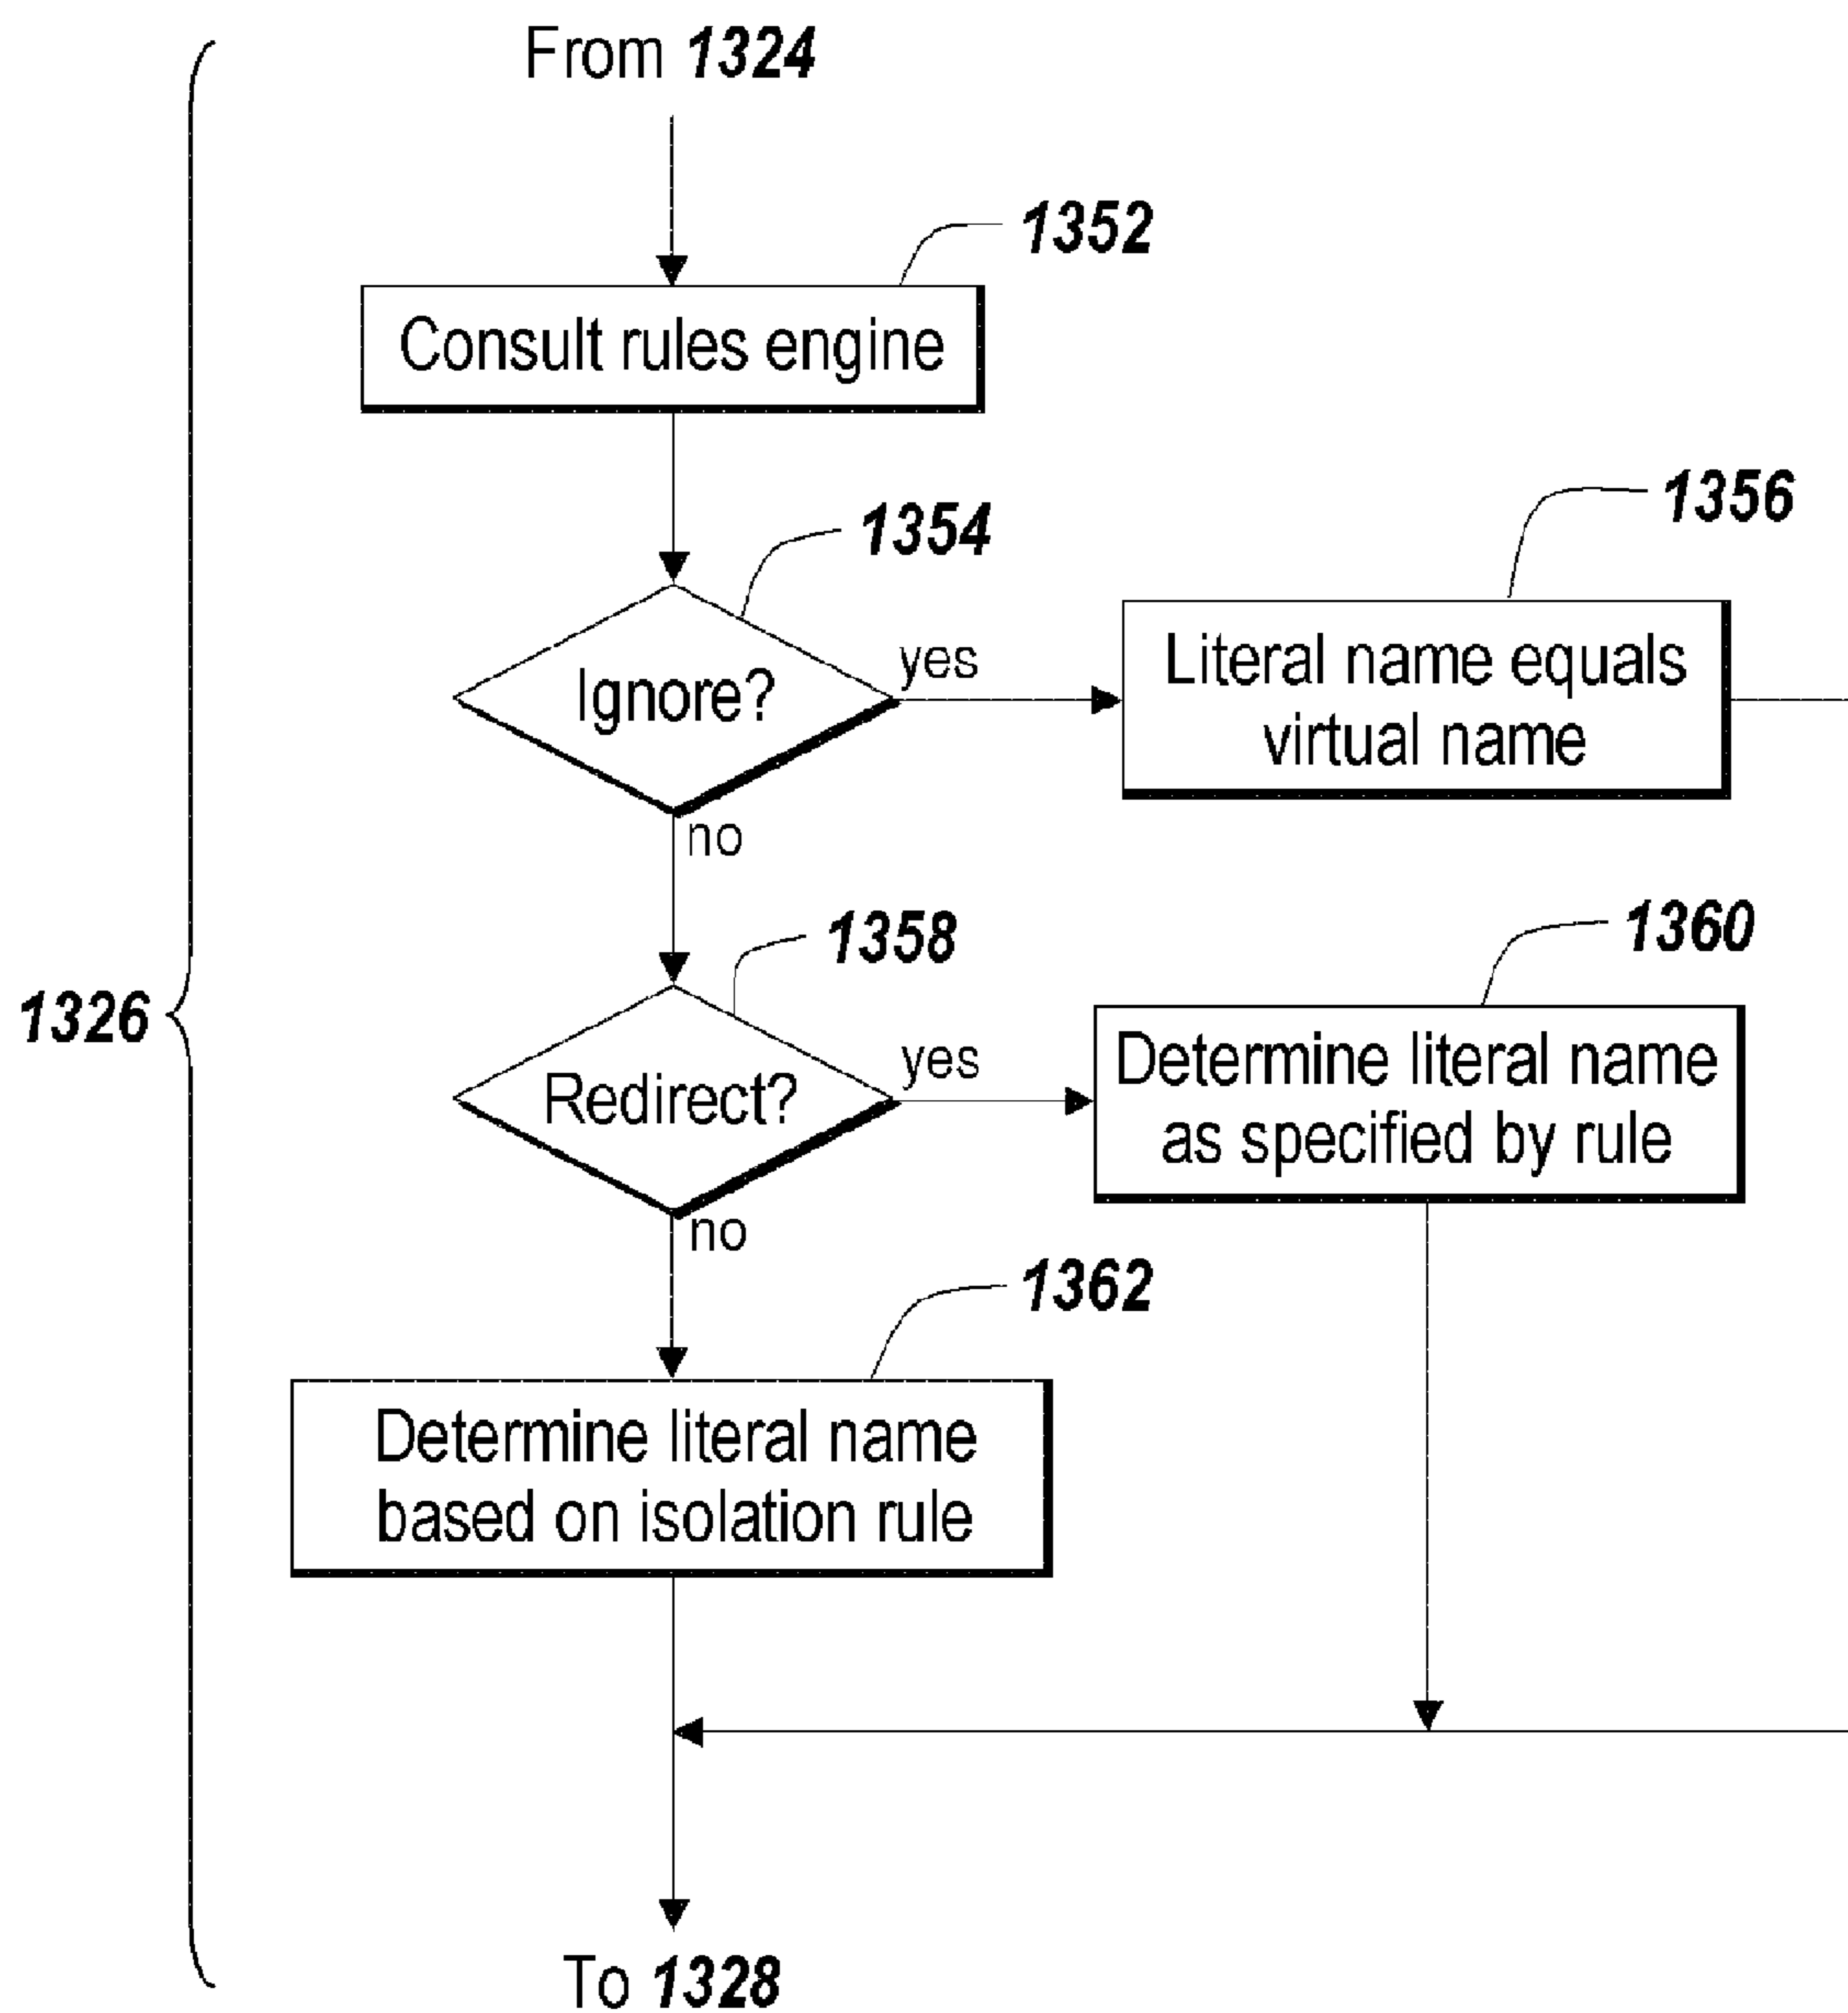 From 1324
1352
Consult rules engine
1354
1356
Ignore?
yes
Literal name equals
virtual name
no
1358
1360
1326
Redirect?
yes
Determine literal name
as specified by rule
no
1362
Determine literal name
based on isolation rule
To 1328